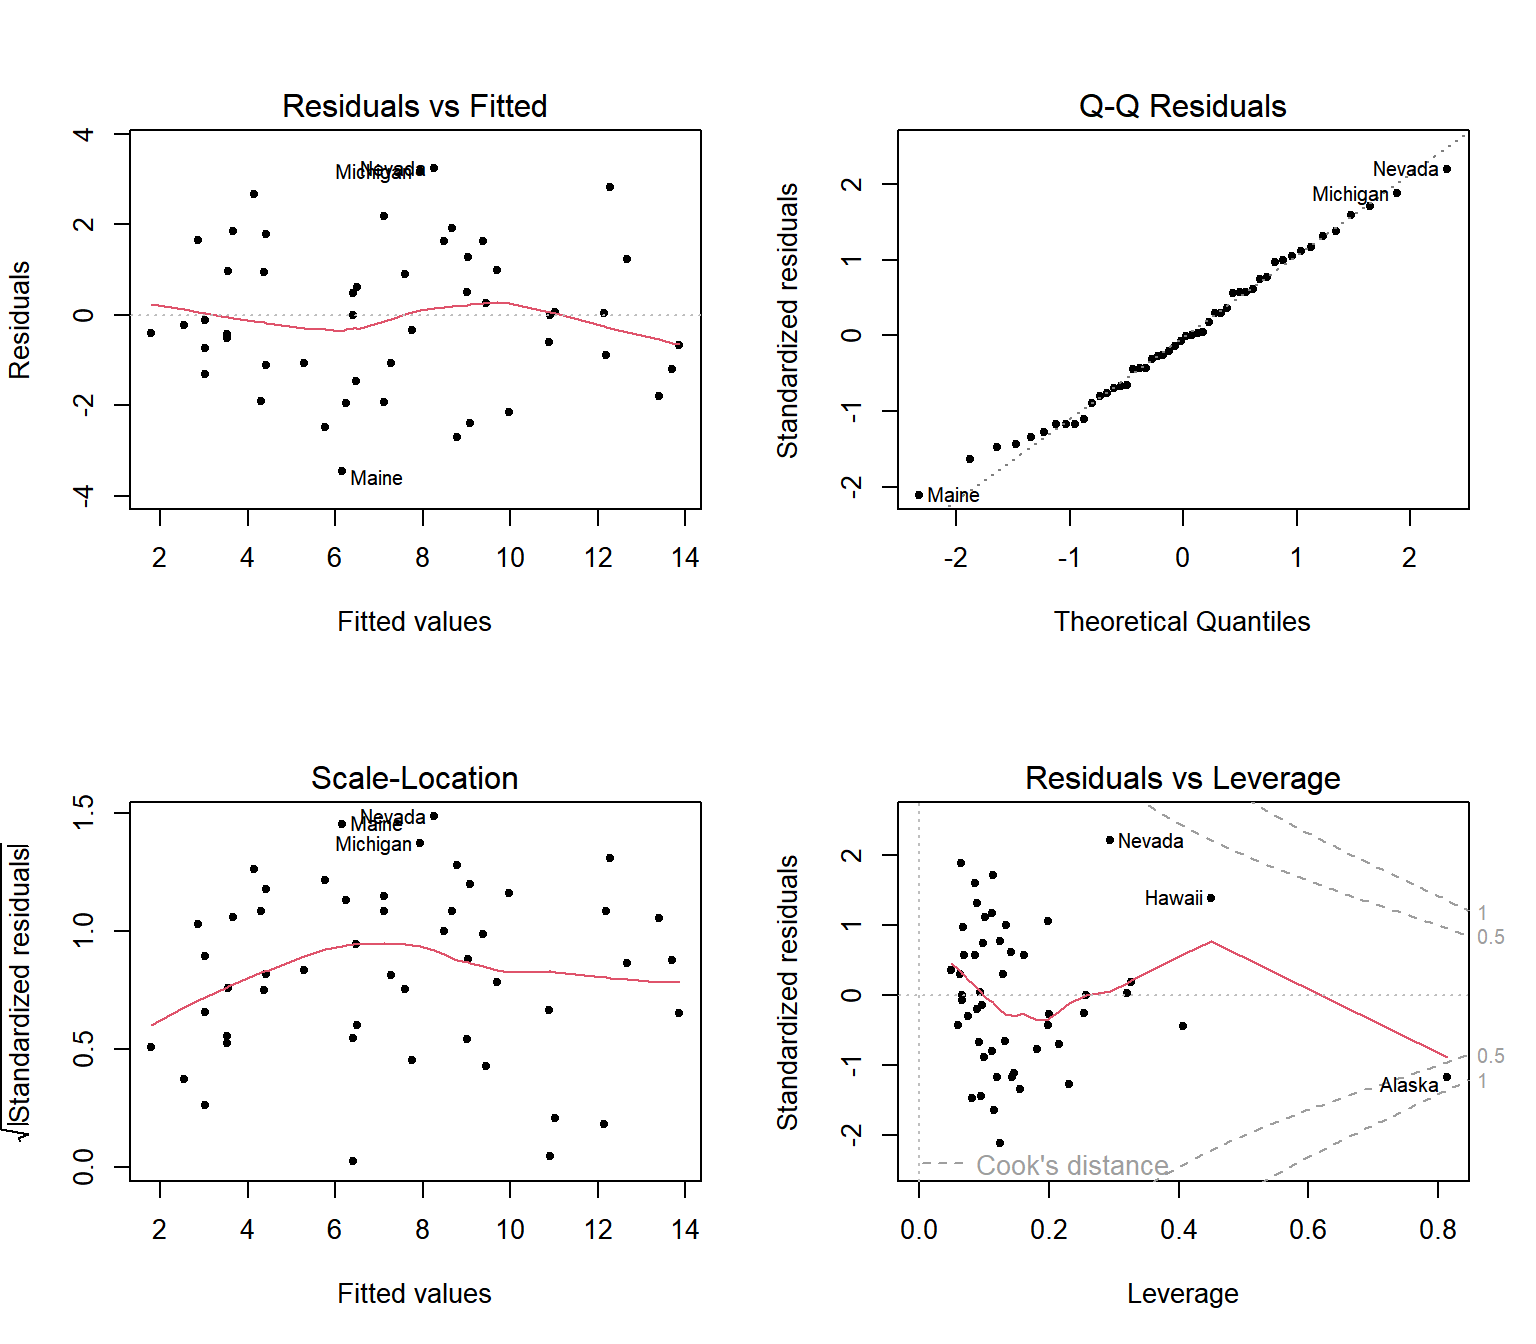 Residuals vs Fitted
Residuals
4
2
0
-2
-4
Nevada
Michigan
Maine
2 4 6 8 10 12 14
Fitted values
Q-Q Residuals
Standardized residuals
2
1
0
-1
-2
Nevada
Michigan
Maine
-2 -1 0 1 2
Theoretical Quantiles
Scale-Location
√|Standardized residuals|
1.5
1.0
0.5
0.0
Nevada
Maine
Michigan
2 4 6 8 10 12 14
Fitted values
Residuals vs Leverage
Standardized residuals
2
1
0
-1
-2
Nevada
Hawaii
Alaska
1
0.5
0.5
1
Cook's distance
0.0 0.2 0.4 0.6 0.8
Leverage